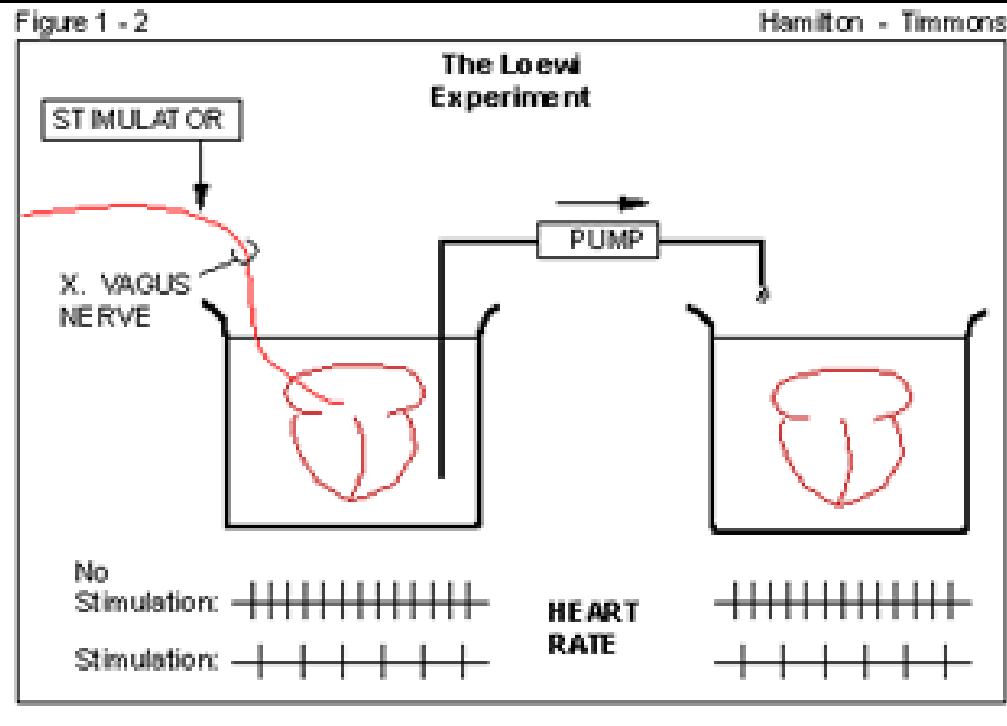 Figure 1 - 2
Hamilton - Timmons
The Loewi
Experiment
STIMULATOR
PUMP
X. VAGUS
NERVE
No
Stimulation:
HEART
RATE
Stimulation: